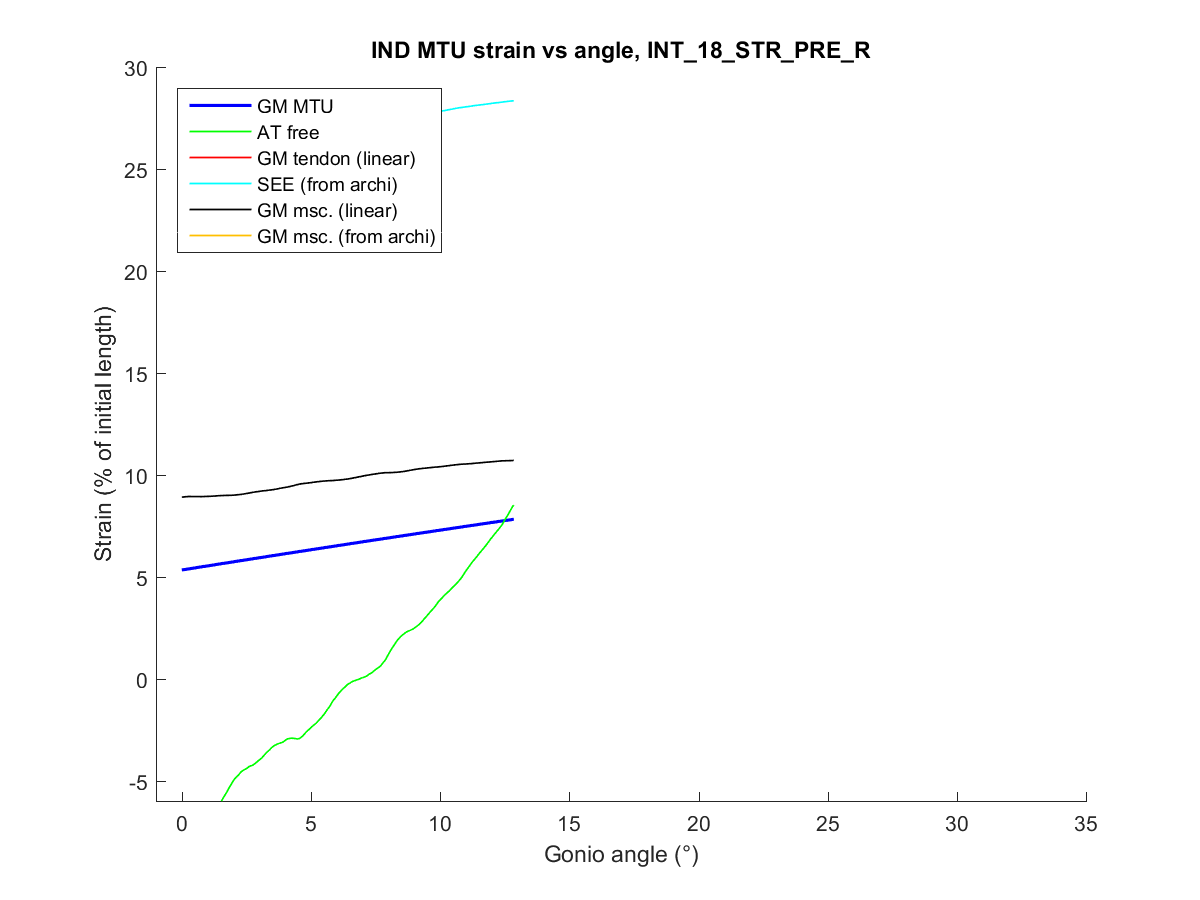 IND MTU strain vs angle, INT_18_STR_PRE_R
30
25
20
15
10
5
0
-5
Strain (% of initial length)
GM MTU
AT free
GM tendon (linear)
SEE (from archi)
GM msc. (linear)
GM msc. (from archi)
0 5 10 15 20 25 30 35
Gonio angle (°)